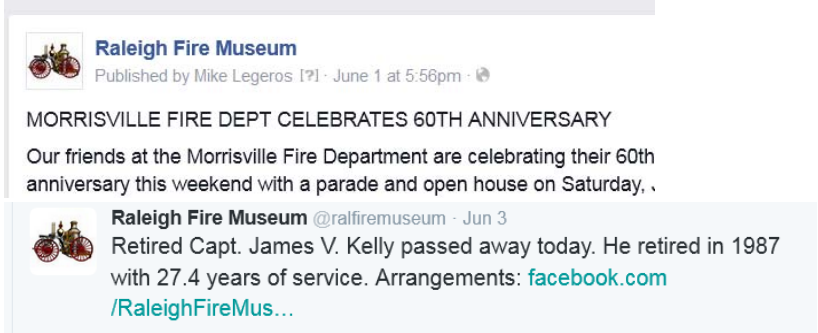 Raleigh Fire Museum
Published by Mike Legeros [?] · June 1 at 5:56pm ·
MORRISVILLE FIRE DEPT CELEBRATES 60TH ANNIVERSARY
Our friends at the Morrisville Fire Department are celebrating their 60th
anniversary this weekend with a parade and open house on Saturday,
Raleigh Fire Museum @ralfiremuseum · Jun 3
Retired Capt. James V. Kelly passed away today. He retired in 1987
with 27.4 years of service. Arrangements: facebook.com
/RaleighFireMus…